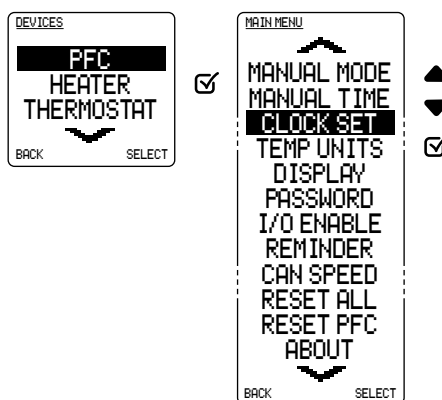 DEVICES
PFC
HEATER
THERMOSTAT
BACK SELECT
MAIN MENU
MANUAL MODE
MANUAL TIME
CLOCK SET
TEMP UNITS
DISPLAY
PASSWORD
I/O ENABLE
REMINDER
CAN SPEED
RESET ALL
RESET PFC
ABOUT
BACK SELECT